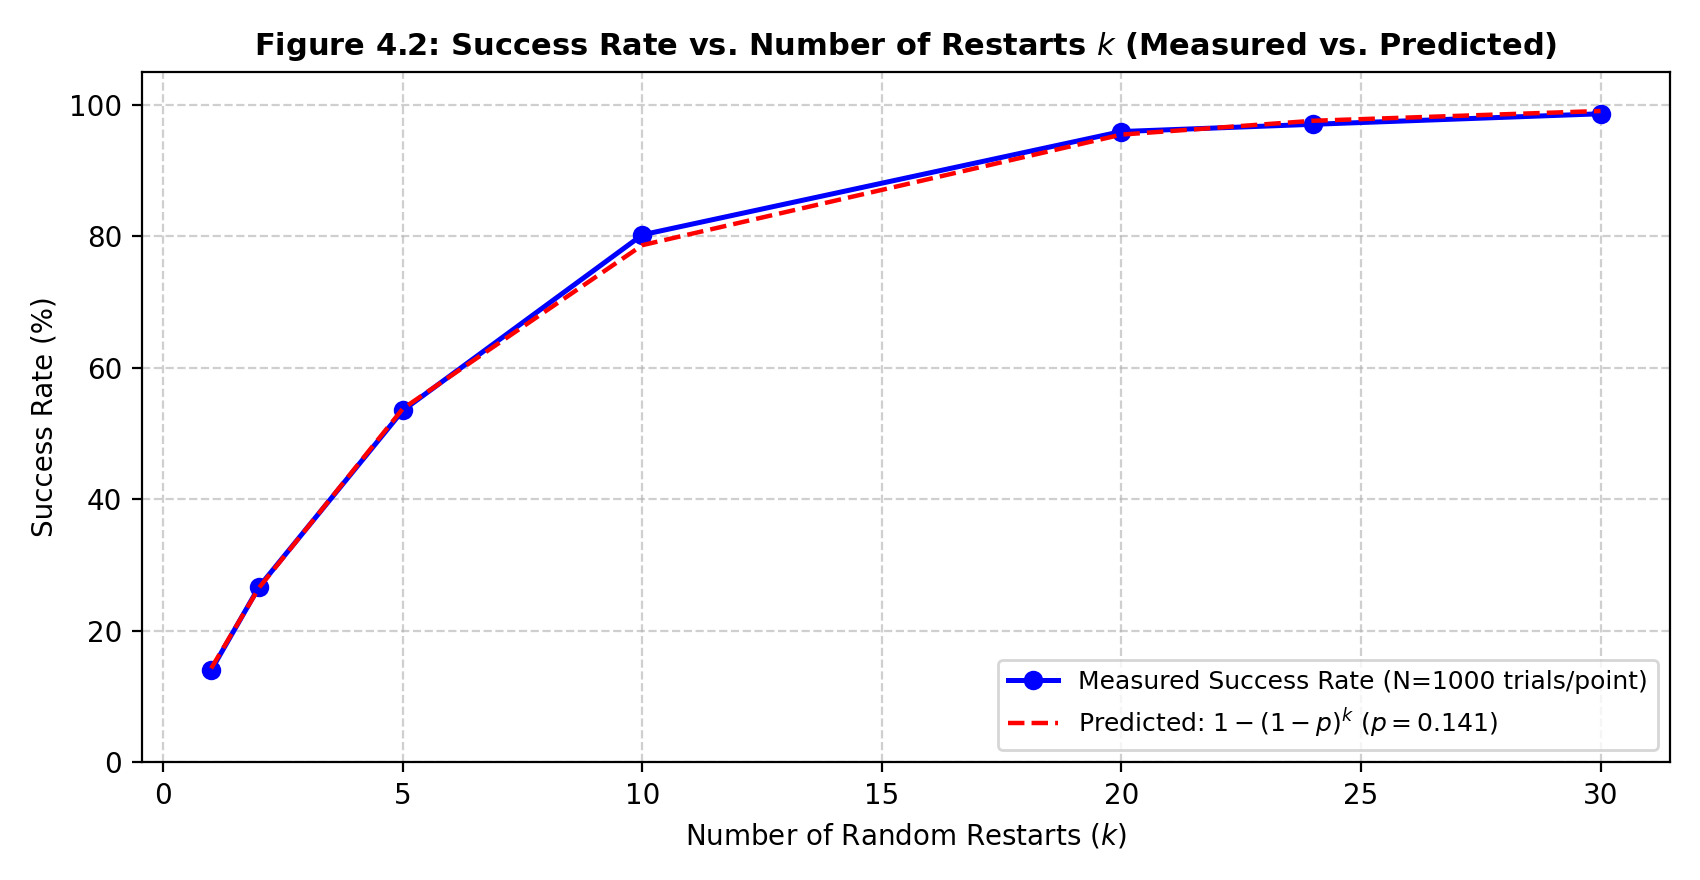 Figure 4.2: Success Rate vs. Number of Restarts k (Measured vs. Predicted)
Success Rate (%)
100
80
60
40
20
0
0 5 10 15 20 25 30
Number of Random Restarts (k)
Measured Success Rate (N=1000 trials/point)
Predicted: 1 − (1 − p)^k (p = 0.141)